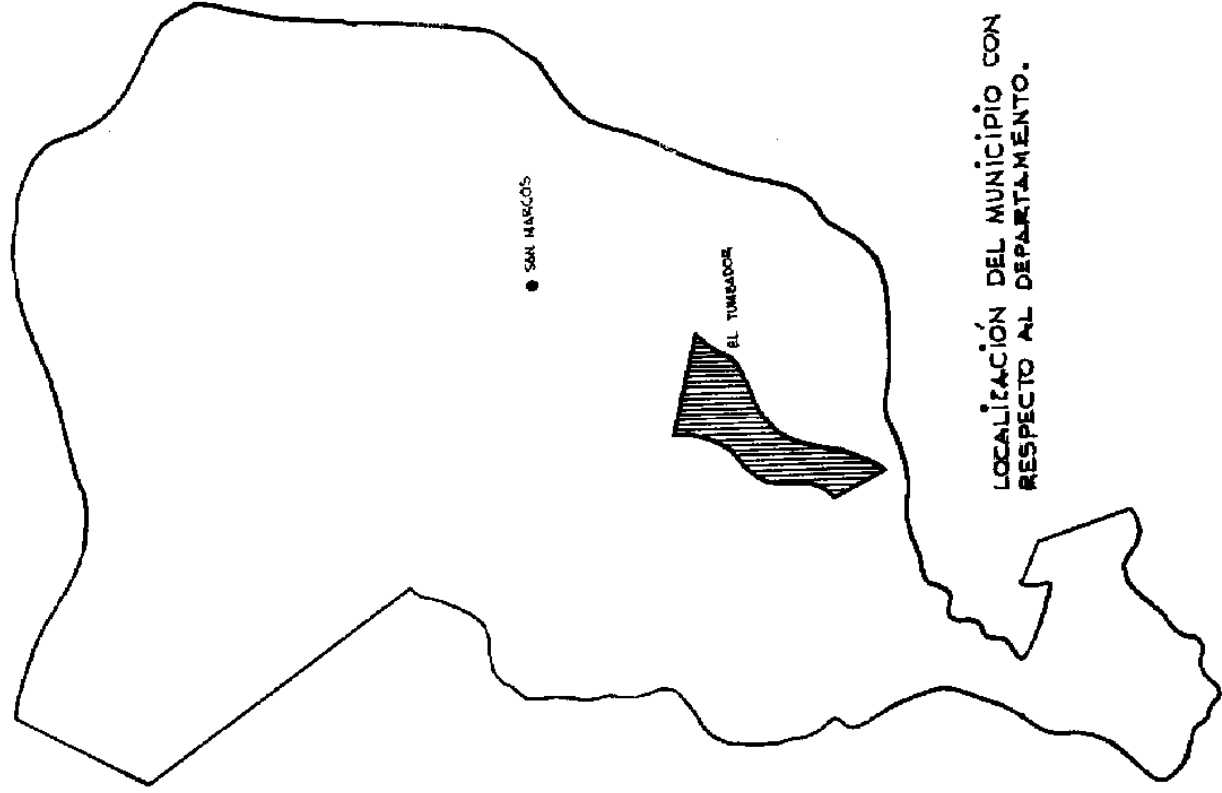 SAN MARCOS
EL TUMBADOR
LOCALIZACIÓN DEL MUNICIPIO CON
RESPECTO AL DEPARTAMENTO.